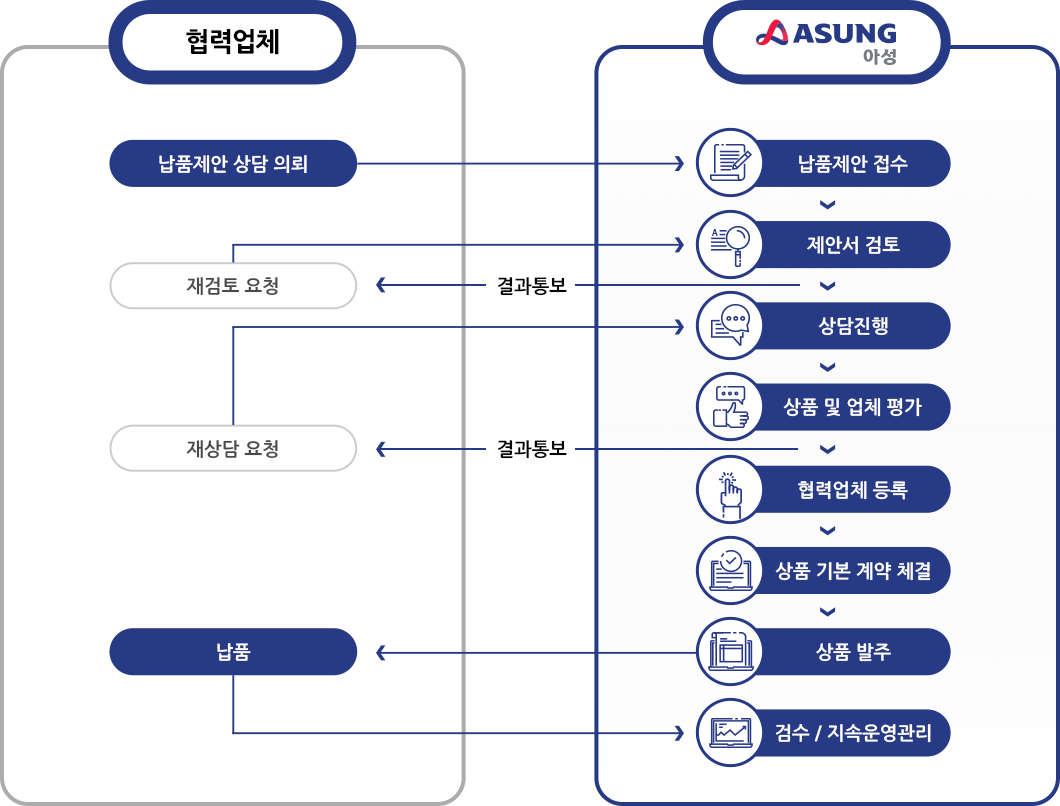 협력업체
ASUNG
아성
납품제안 상담 의뢰
납품제안 접수
제안서 검토
재검토 요청
결과통보
상담진행
상품 및 업체 평가
재상담 요청
결과통보
협력업체 등록
상품 기본 계약 체결
납품
상품 발주
검수 / 지속운영관리